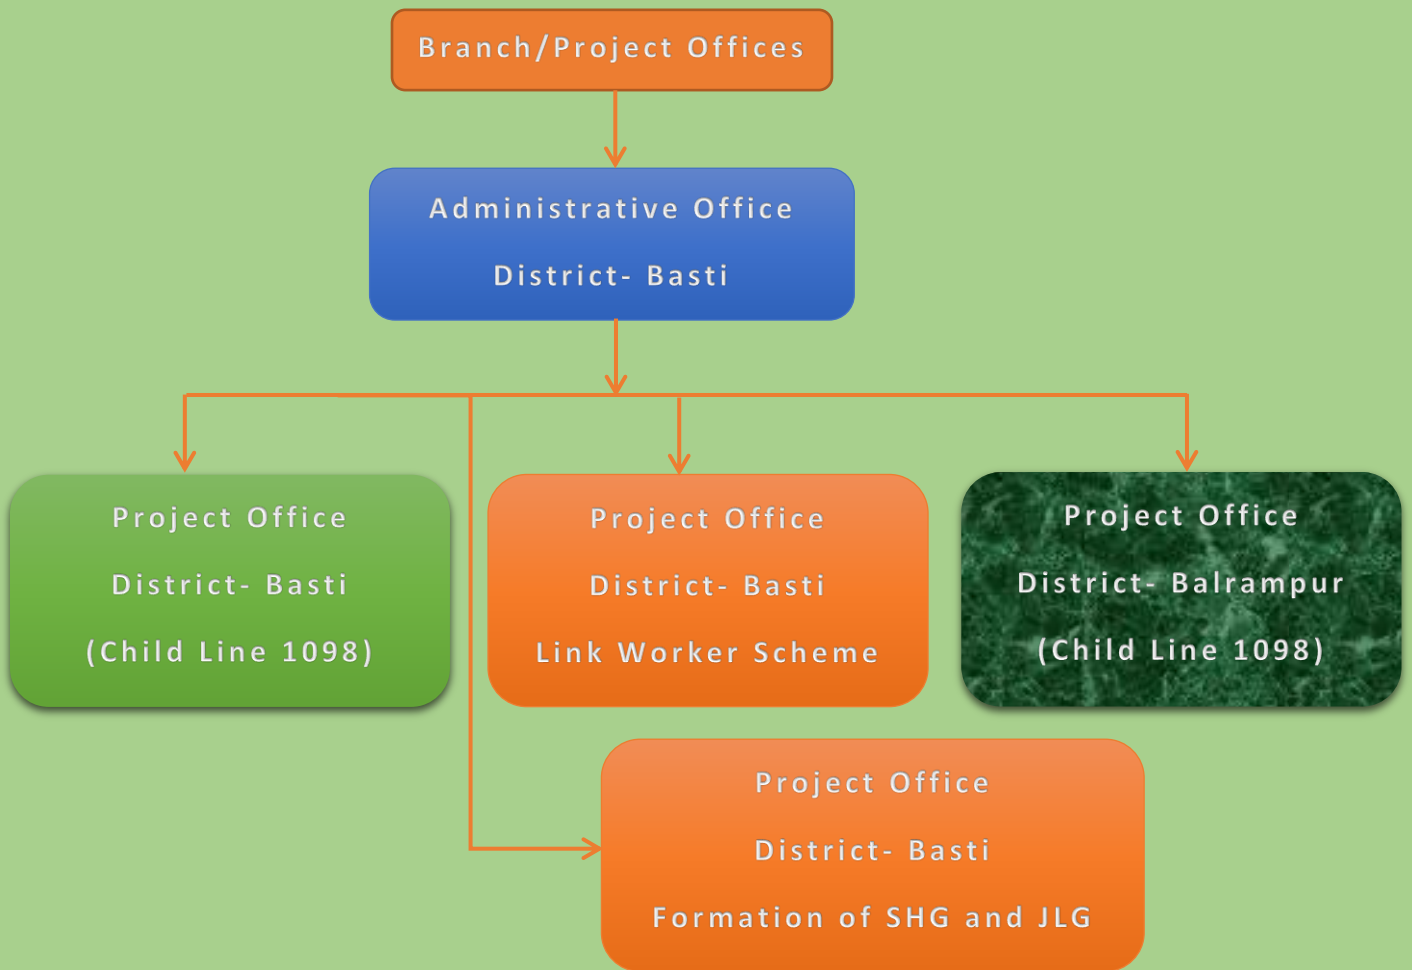 Branch/Project Offices
Administrative Office
District- Basti
Project Office
District- Basti
(Child Line 1098)
Project Office
District- Basti
Link Worker Scheme
Project Office
District- Balrampur
(Child Line 1098)
Project Office
District- Basti
Formation of SHG and JLG